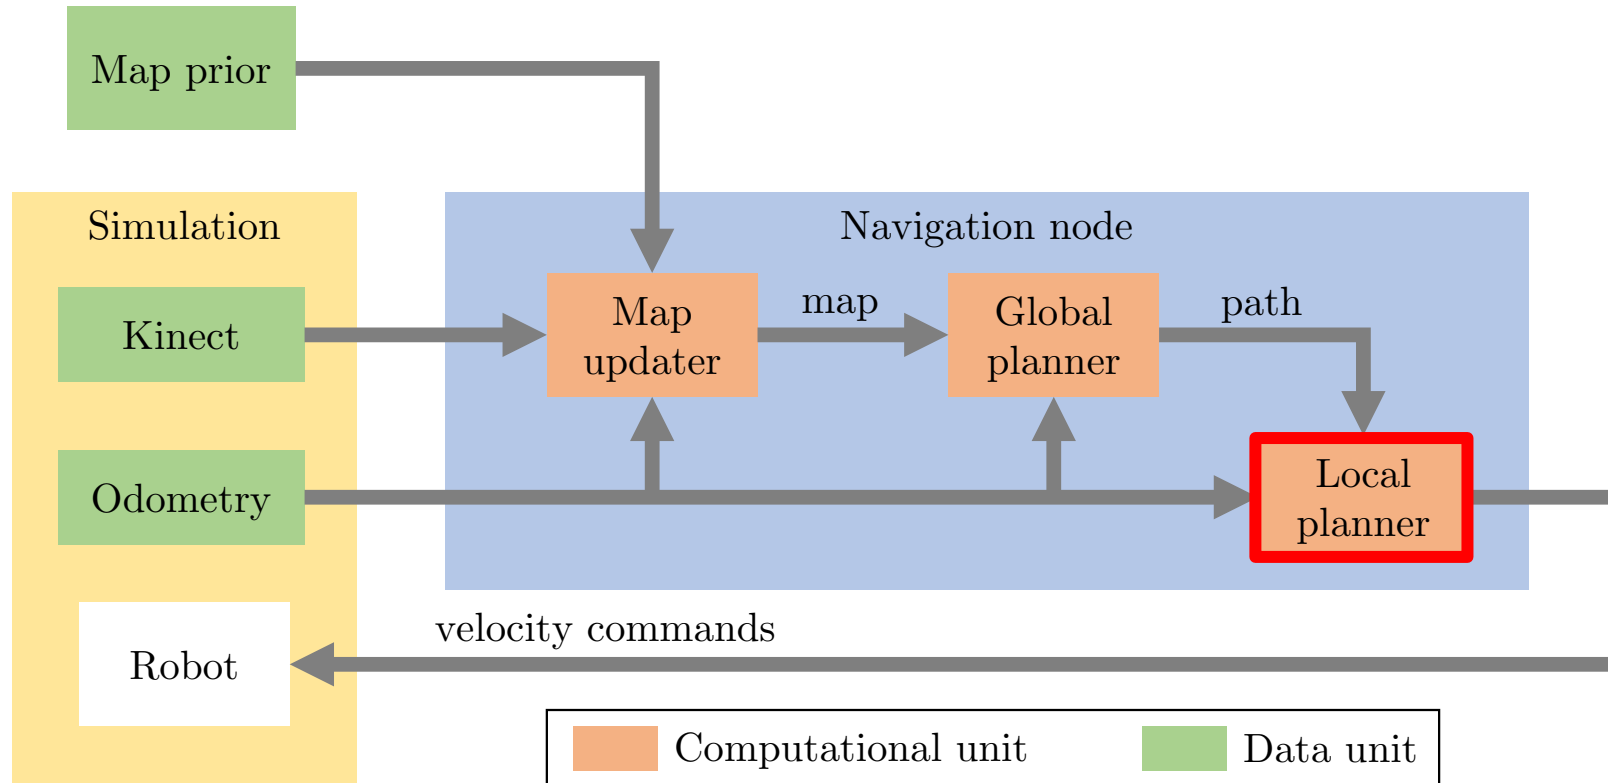 Map prior
Simulation
Navigation node
Kinect
Map
updater
map
Global
planner
path
Odometry
Local
planner
velocity commands
Robot
Computational unit
Data unit